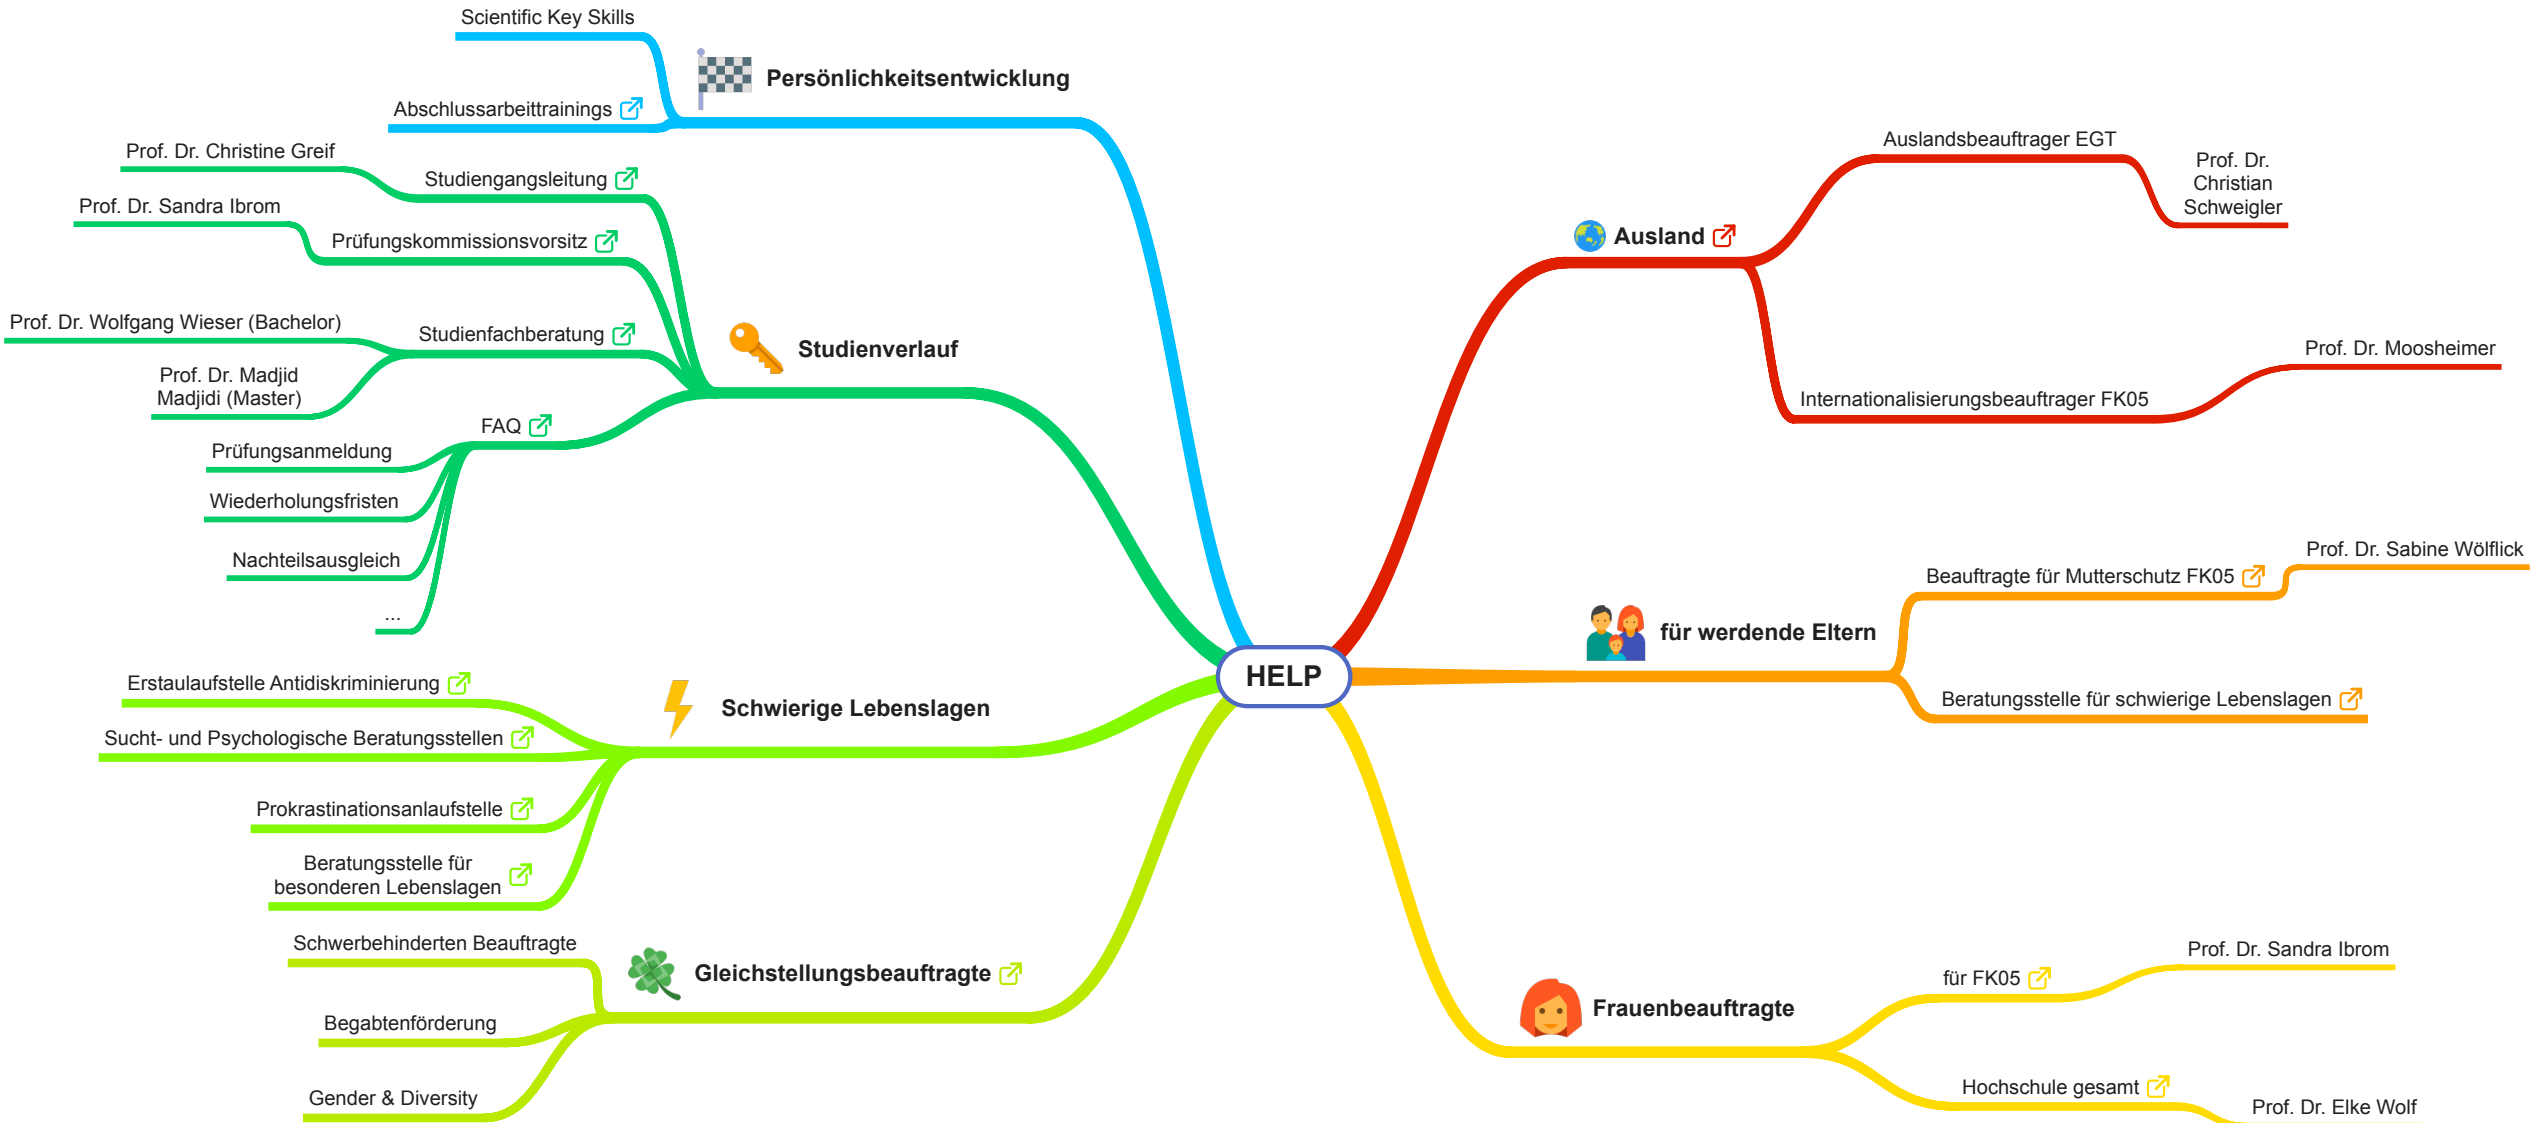 Scientific Key Skills
Persönlichkeitsentwicklung
Abschlussarbeittrainings
Prof. Dr. Christine Greif
Studiengangsleitung
Prof. Dr. Sandra Ibrom
Prüfungskommissionsvorsitz
Prof. Dr. Wolfgang Wieser (Bachelor)
Studienfachberatung
Studienverlauf
Prof. Dr. Madjid
Madjidi (Master)
FAQ
Prüfungsanmeldung
Wiederholungsfristen
Nachteilsausgleich
...
Erstaulaufstelle Antidiskriminierung
Schwierige Lebenslagen
Sucht- und Psychologische Beratungsstellen
Prokrastinationsanlaufstelle
Beratungsstelle für
besonderen Lebenslagen
Schwerbehinderten Beauftragte
Gleichstellungsbeauftragte
Begabtenförderung
Gender & Diversity
HELP
Auslandsbeauftrager EGT
Prof. Dr.
Christian
Schweigler
Ausland
Prof. Dr. Moosheimer
Internationalisierungsbeauftrager FK05
Prof. Dr. Sabine Wölflick
Beauftragte für Mutterschutz FK05
für werdende Eltern
Beratungsstelle für schwierige Lebenslagen
Prof. Dr. Sandra Ibrom
für FK05
Frauenbeauftragte
Hochschule gesamt
Prof. Dr. Elke Wolf